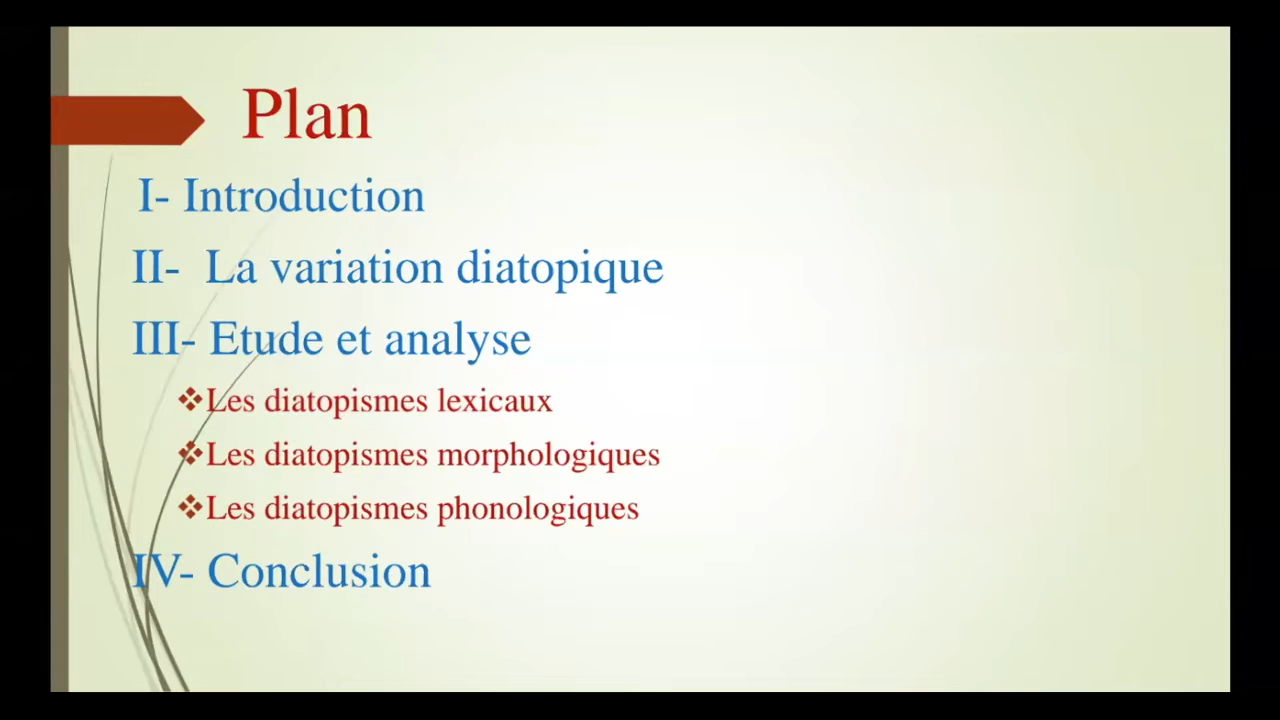 Plan
I- Introduction
II- La variation diatopique
III- Etude et analyse
❖Les diatopismes lexicaux
❖Les diatopismes morphologiques
❖Les diatopismes phonologiques
IV- Conclusion